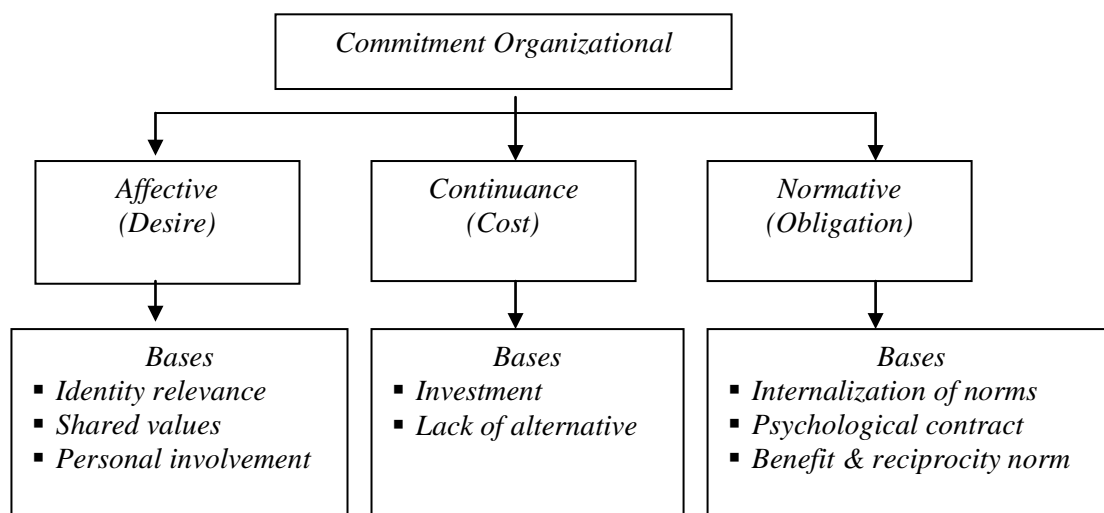 Commitment Organizational
Affective
(Desire)
Continuance
(Cost)
Normative
(Obligation)
Bases
▪ Identity relevance
▪ Shared values
▪ Personal involvement
Bases
▪ Investment
▪ Lack of alternative
Bases
▪ Internalization of norms
▪ Psychological contract
▪ Benefit & reciprocity norm